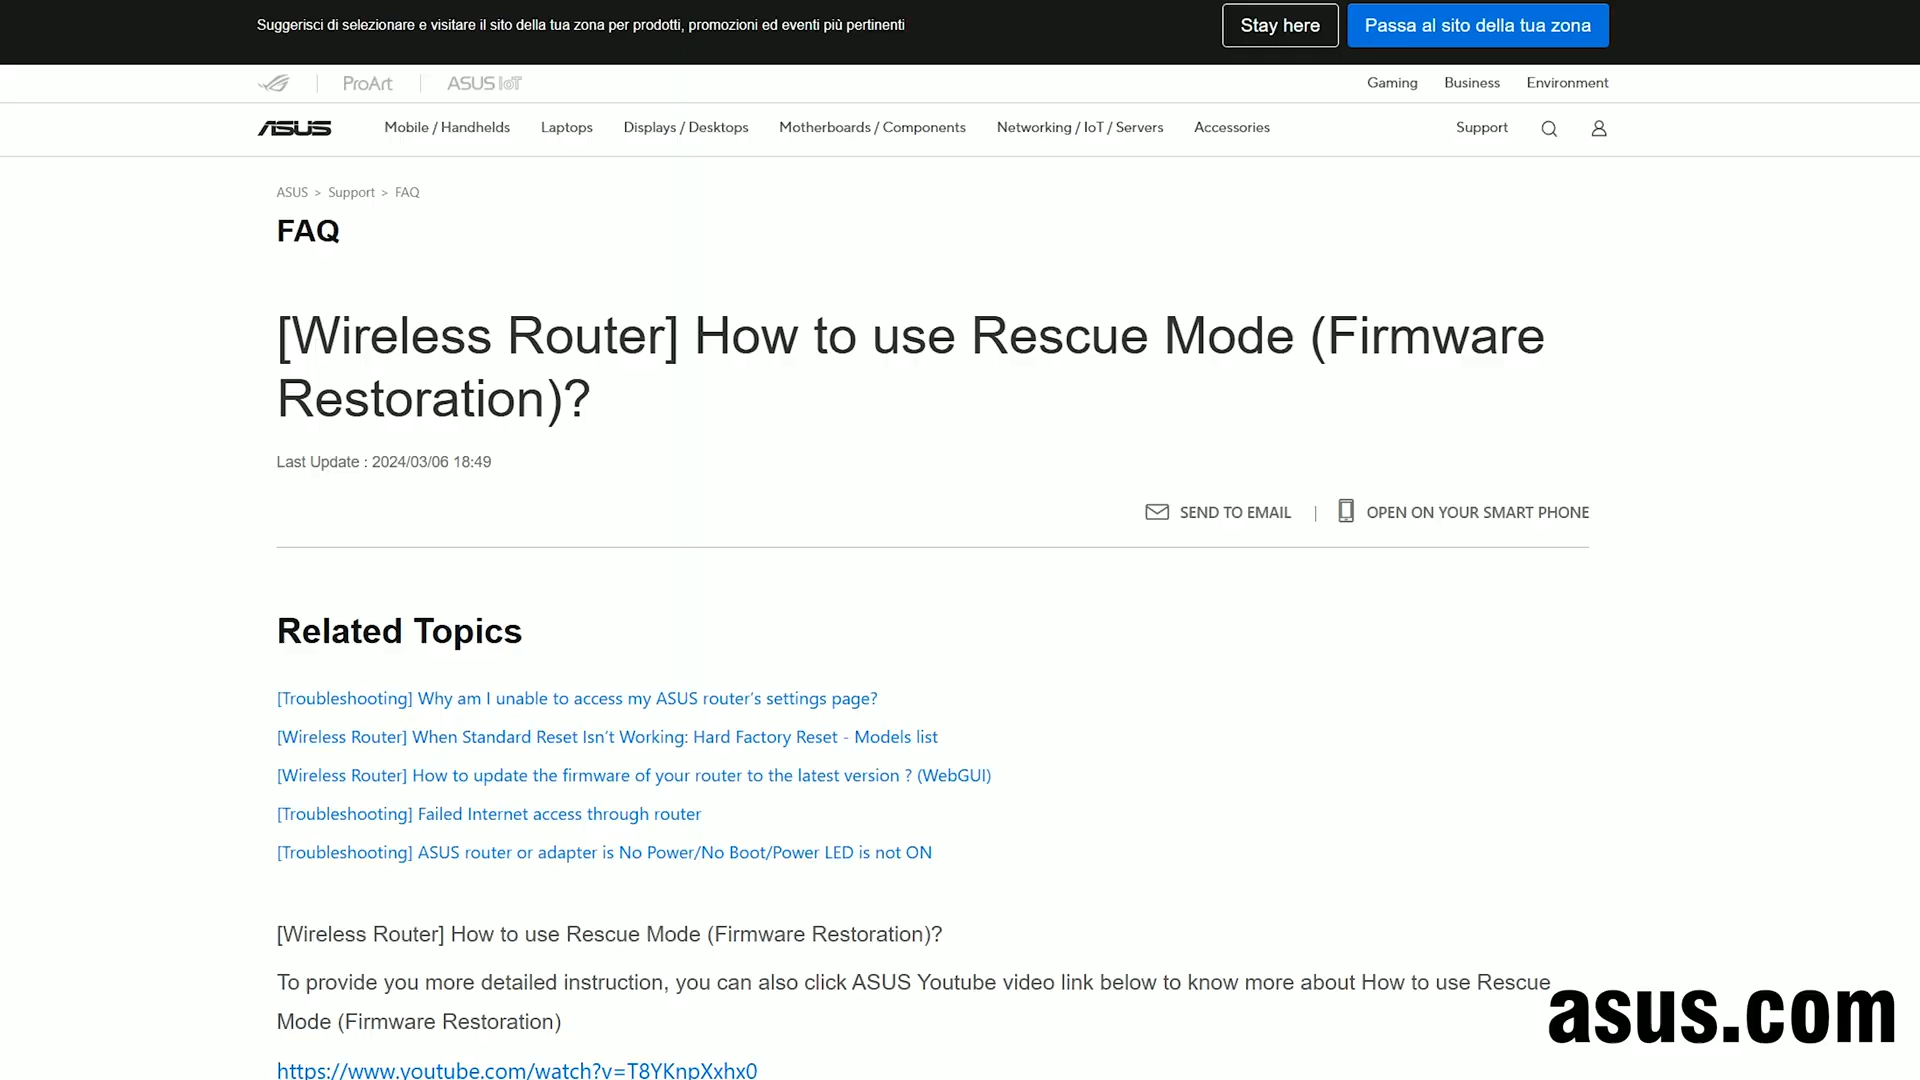 Suggerisci di selezionare e visitare il sito della tua zona per prodotti, promozioni ed eventi più pertinenti
Stay here
Passa al sito della tua zona
ProArt
ASUS IoT
Gaming
Business
Environment
ASUS
Mobile / Handhelds
Laptops
Displays / Desktops
Motherboards / Components
Networking / IoT / Servers
Accessories
Support
ASUS > Support > FAQ
FAQ
[Wireless Router] How to use Rescue Mode (Firmware
Restoration)?
Last Update : 2024/03/06 18:49
SEND TO EMAIL | OPEN ON YOUR SMART PHONE
Related Topics
[Troubleshooting] Why am I unable to access my ASUS router's settings page?
[Wireless Router] When Standard Reset Isn't Working: Hard Factory Reset - Models list
[Wireless Router] How to update the firmware of your router to the latest version ? (WebGUI)
[Troubleshooting] Failed Internet access through router
[Troubleshooting] ASUS router or adapter is No Power/No Boot/Power LED is not ON
[Wireless Router] How to use Rescue Mode (Firmware Restoration)?
To provide you more detailed instruction, you can also click ASUS Youtube video link below to know more about How to use Rescue
Mode (Firmware Restoration)
https://www.youtube.com/watch?v=T8YKnpXxhx0
asus.com